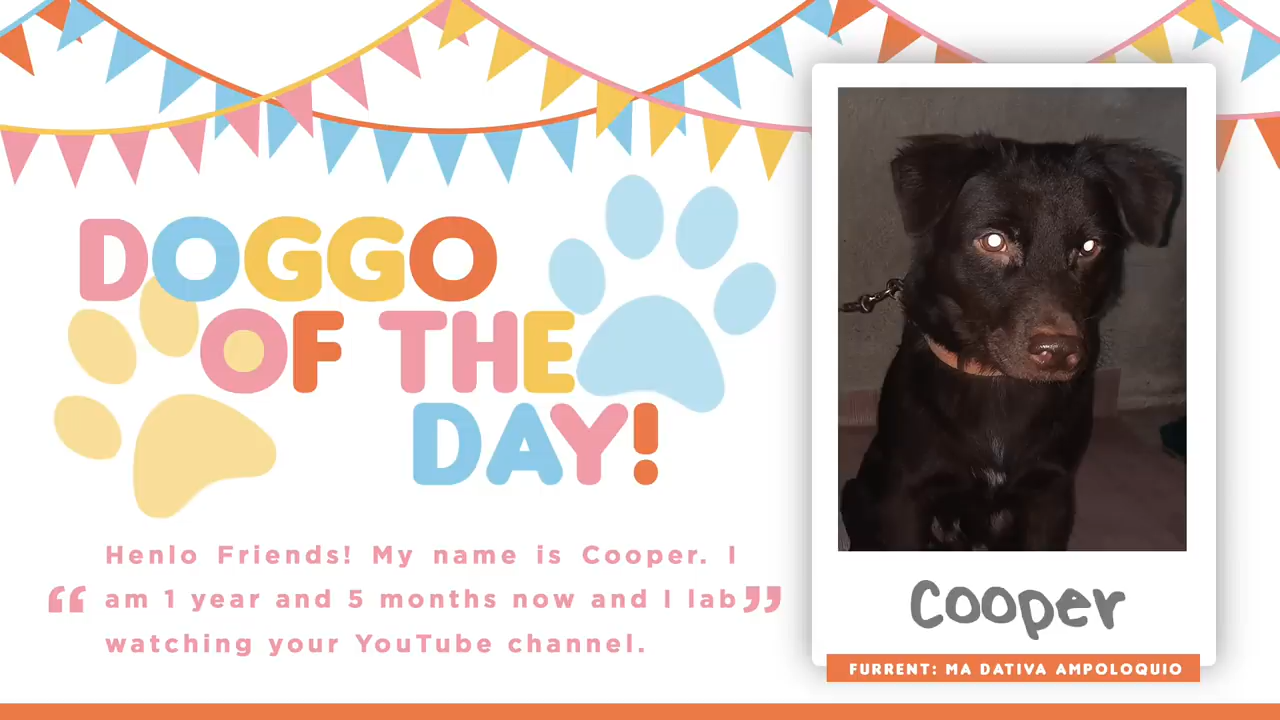 DOGGO
OF THE
DAY!
“ Henlo Friends! My name is Cooper. I
am 1 year and 5 months now and I lab
watching your YouTube channel. ”
Cooper
FURRENT: MA DATIVA AMPOLOQUIO